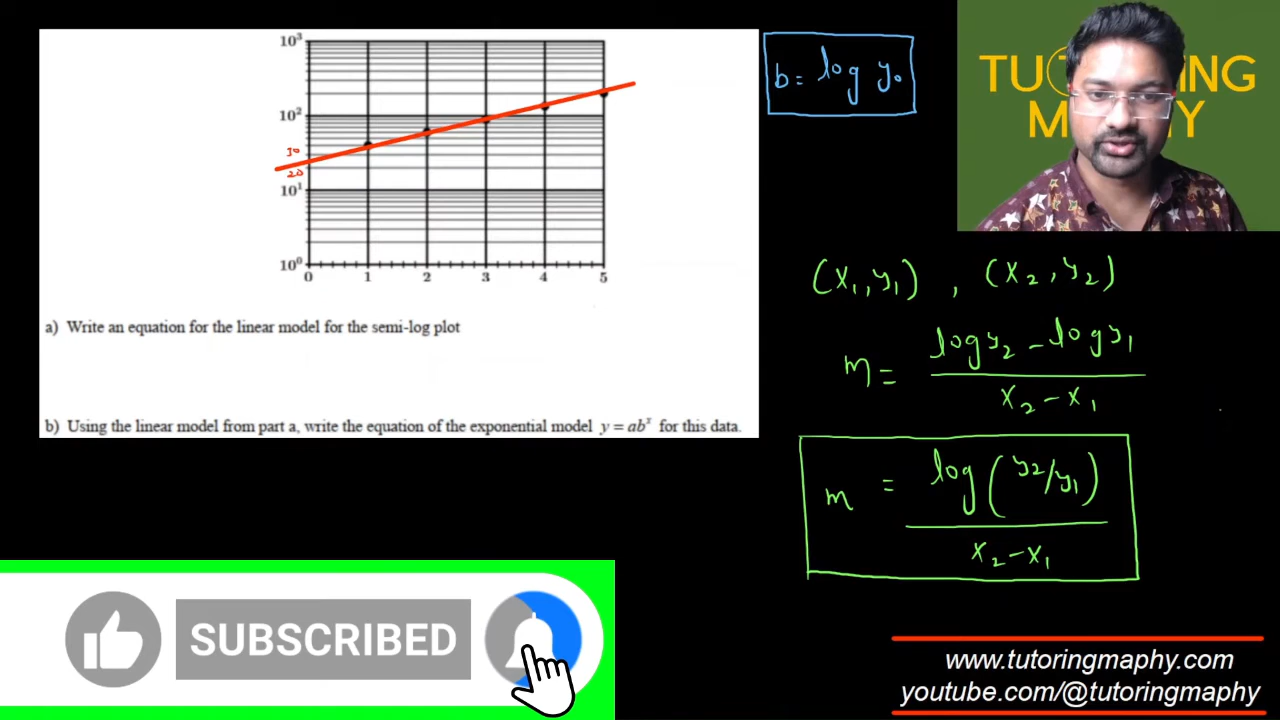 10³
10²
30
20
10¹
10⁰
0 1 2 3 4 5
a) Write an equation for the linear model for the semi-log plot
b) Using the linear model from part a, write the equation of the exponential model y = abˣ for this data.
b = log y₀
TUTORING
MAPHY
(x₁, y₁) , (x₂, y₂)
m = log y₂ − log y₁
x₂ − x₁
m = log (y₂/y₁)
x₂ − x₁
SUBSCRIBED
www.tutoringmaphy.com
youtube.com/@tutoringmaphy